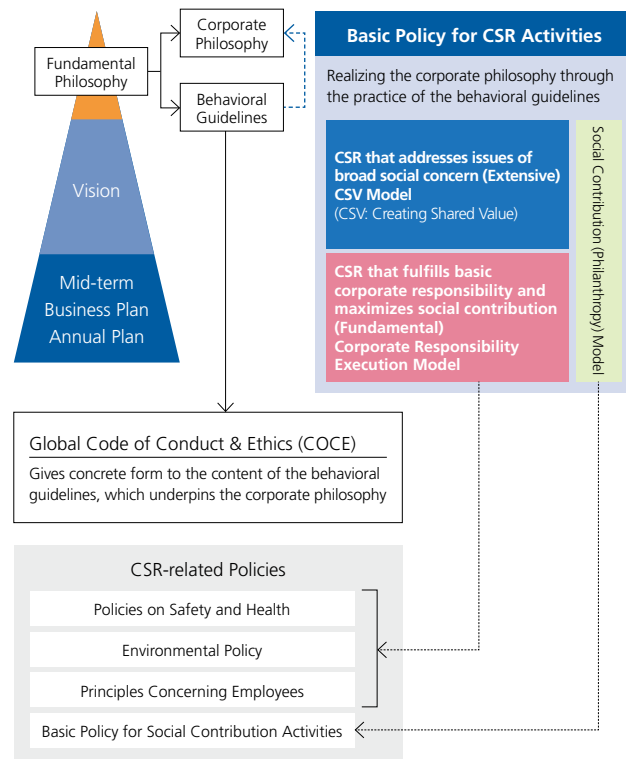 Fundamental
Philosophy
Corporate
Philosophy
Behavioral
Guidelines
Vision
Mid-term
Business Plan
Annual Plan
Basic Policy for CSR Activities
Realizing the corporate philosophy through
the practice of the behavioral guidelines
CSR that addresses issues of
broad social concern (Extensive)
CSV Model
(CSV: Creating Shared Value)
CSR that fulfills basic
corporate responsibility and
maximizes social contribution
(Fundamental)
Corporate Responsibility
Execution Model
Social Contribution (Philanthropy) Model
Global Code of Conduct & Ethics (COCE)
Gives concrete form to the content of the behavioral
guidelines, which underpins the corporate philosophy
CSR-related Policies
Policies on Safety and Health
Environmental Policy
Principles Concerning Employees
Basic Policy for Social Contribution Activities